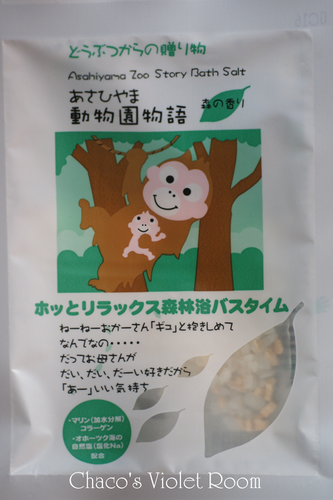 どうぶつからの贈り物
Asahiyama Zoo Story Bath Salt
あさひやま
動物園物語
森の香り
ホッとリラックス森林浴バスタイム
ねーねーおかーさん「ギュ」と抱きしめて
なんでなの・・・・・
だってお母さんが
だい、だい、だーい好きだから
「あー」いい気持ち
・マリン(加水分解)
コラーゲン
・オホーツク海の
自然塩(塩化Na)
配合
Chaco's Violet Room